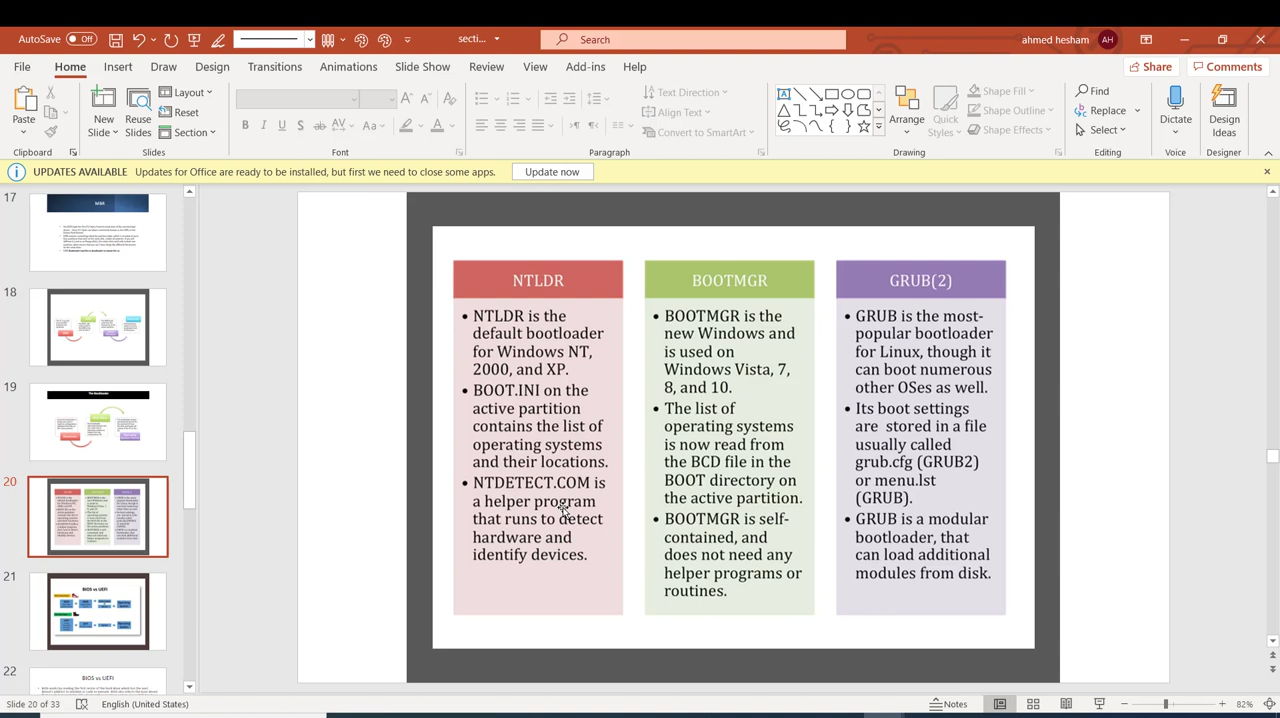 AutoSave Off
secti...
Search
ahmed hesham AH
File Home Insert Draw Design Transitions Animations Slide Show Review View Add-ins Help
Share Comments
Paste
Clipboard
New
Slide
Reuse
Slides
Layout
Reset
Section
Slides
B I U S ab AV Aa A
Font
Text Direction
Align Text
Convert to SmartArt
Paragraph
Arrange
Quick
Styles
Shape Fill
Shape Outline
Shape Effects
Drawing
Find
Replace
Select
Editing
Dictate
Voice
Design
Ideas
Designer
UPDATES AVAILABLE Updates for Office are ready to be installed, but first we need to close some apps. Update now
17
MBR
18
19
The Bootloader
20
21
BIOS vs UEFI
22
BIOS vs UEFI
NTLDR
• NTLDR is the
default bootloader
for Windows NT,
2000, and XP.
• BOOT.INI on the
active partition
contains the list of
operating systems
and their locations.
• NTDETECT.COM is
a helper program
that runs to detect
hardware and
identify devices.
BOOTMGR
• BOOTMGR is the
new Windows and
is used on
Windows Vista, 7,
8, and 10.
• The list of
operating systems
is now read from
the BCD file in the
BOOT directory on
the active partition.
• BOOTMGR is self-
contained, and
does not need any
helper programs or
routines.
GRUB(2)
• GRUB is the most-
popular bootloader
for Linux, though it
can boot numerous
other OSes as well.
• Its boot settings
are stored in a file
usually called
grub.cfg (GRUB2)
or menu.lst
(GRUB).
• GRUB is a modular
bootloader, that
can load additional
modules from disk.
Slide 20 of 33 English (United States)
Notes
82%